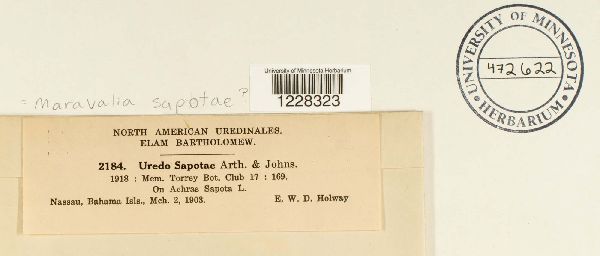 UNIVERSITY OF MINNESOTA
472622
HERBARIUM
University of Minnesota Herbarium
1228323
= Maravalia sapotae?
NORTH AMERICAN UREDINALES.
ELAM BARTHOLOMEW.
2184. Uredo Sapotae Arth. & Johns.
1918 : Mem. Torrey Bot. Club 17 : 169.
On Achras Sapota L.
Nassau, Bahama Isls., Mch. 2, 1903. E. W. D. Holway